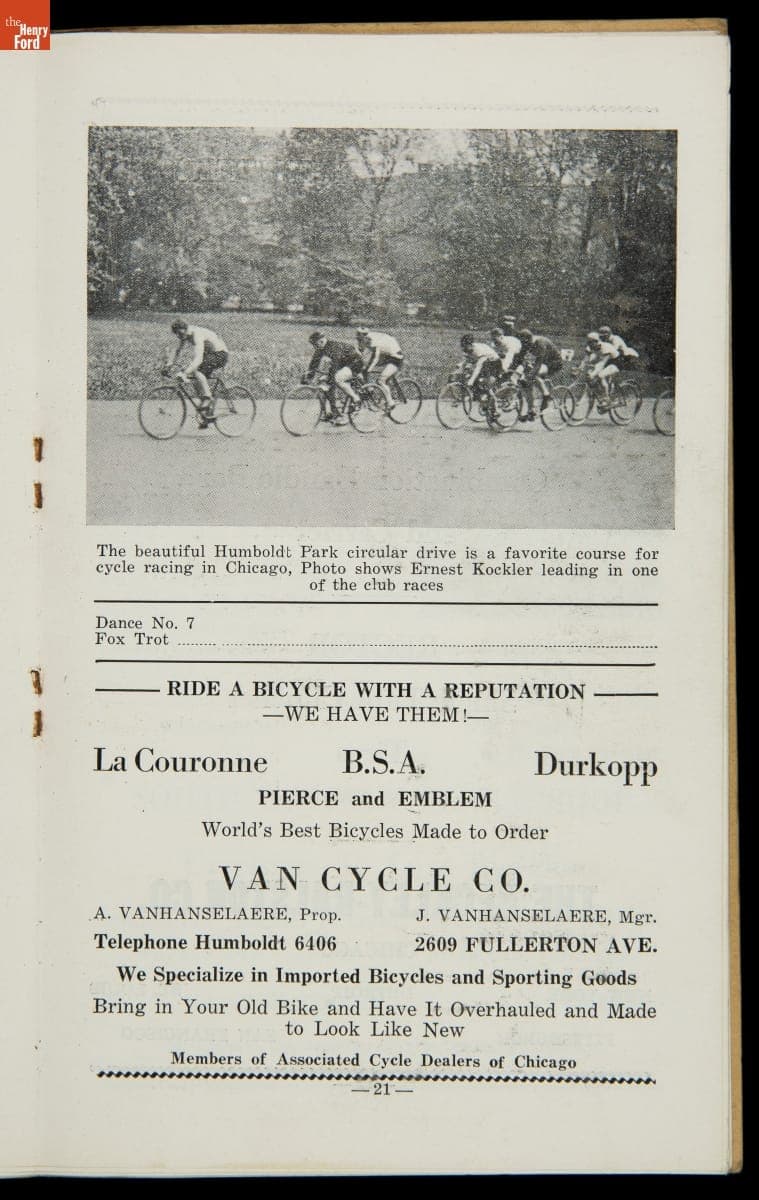 the
Henry
Ford
The beautiful Humboldt Park circular drive is a favorite course for
cycle racing in Chicago, Photo shows Ernest Kockler leading in one
of the club races
Dance No. 7
Fox Trot
RIDE A BICYCLE WITH A REPUTATION
—WE HAVE THEM!—
La Couronne B.S.A. Durkopp
PIERCE and EMBLEM
World's Best Bicycles Made to Order
VAN CYCLE CO.
A. VANHANSELAERE, Prop. J. VANHANSELAERE, Mgr.
Telephone Humboldt 6406 2609 FULLERTON AVE.
We Specialize in Imported Bicycles and Sporting Goods
Bring in Your Old Bike and Have It Overhauled and Made
to Look Like New
Members of Associated Cycle Dealers of Chicago
—21—